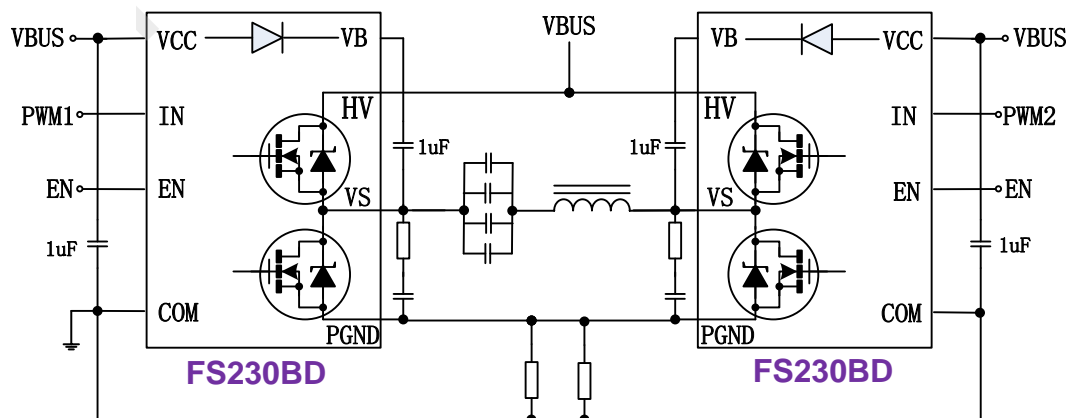 VBUS
VCC
VB
VBUS
VB
VCC
VBUS
PWM1
IN
HV
HV
IN
PWM2
1uF
1uF
EN
EN
VS
VS
EN
EN
1uF
1uF
COM
COM
PGND
PGND
FS230BD
FS230BD